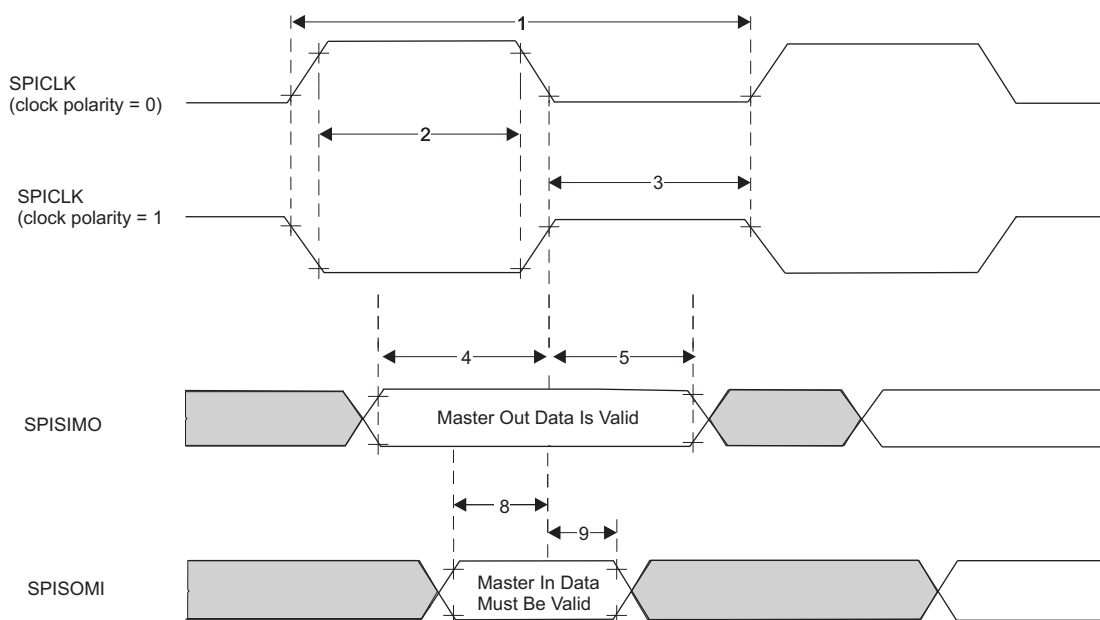 1
SPICLK
(clock polarity = 0)
2
3
SPICLK
(clock polarity = 1
4
5
SPISIMO
Master Out Data Is Valid
8
9
SPISOMI
Master In Data
Must Be Valid